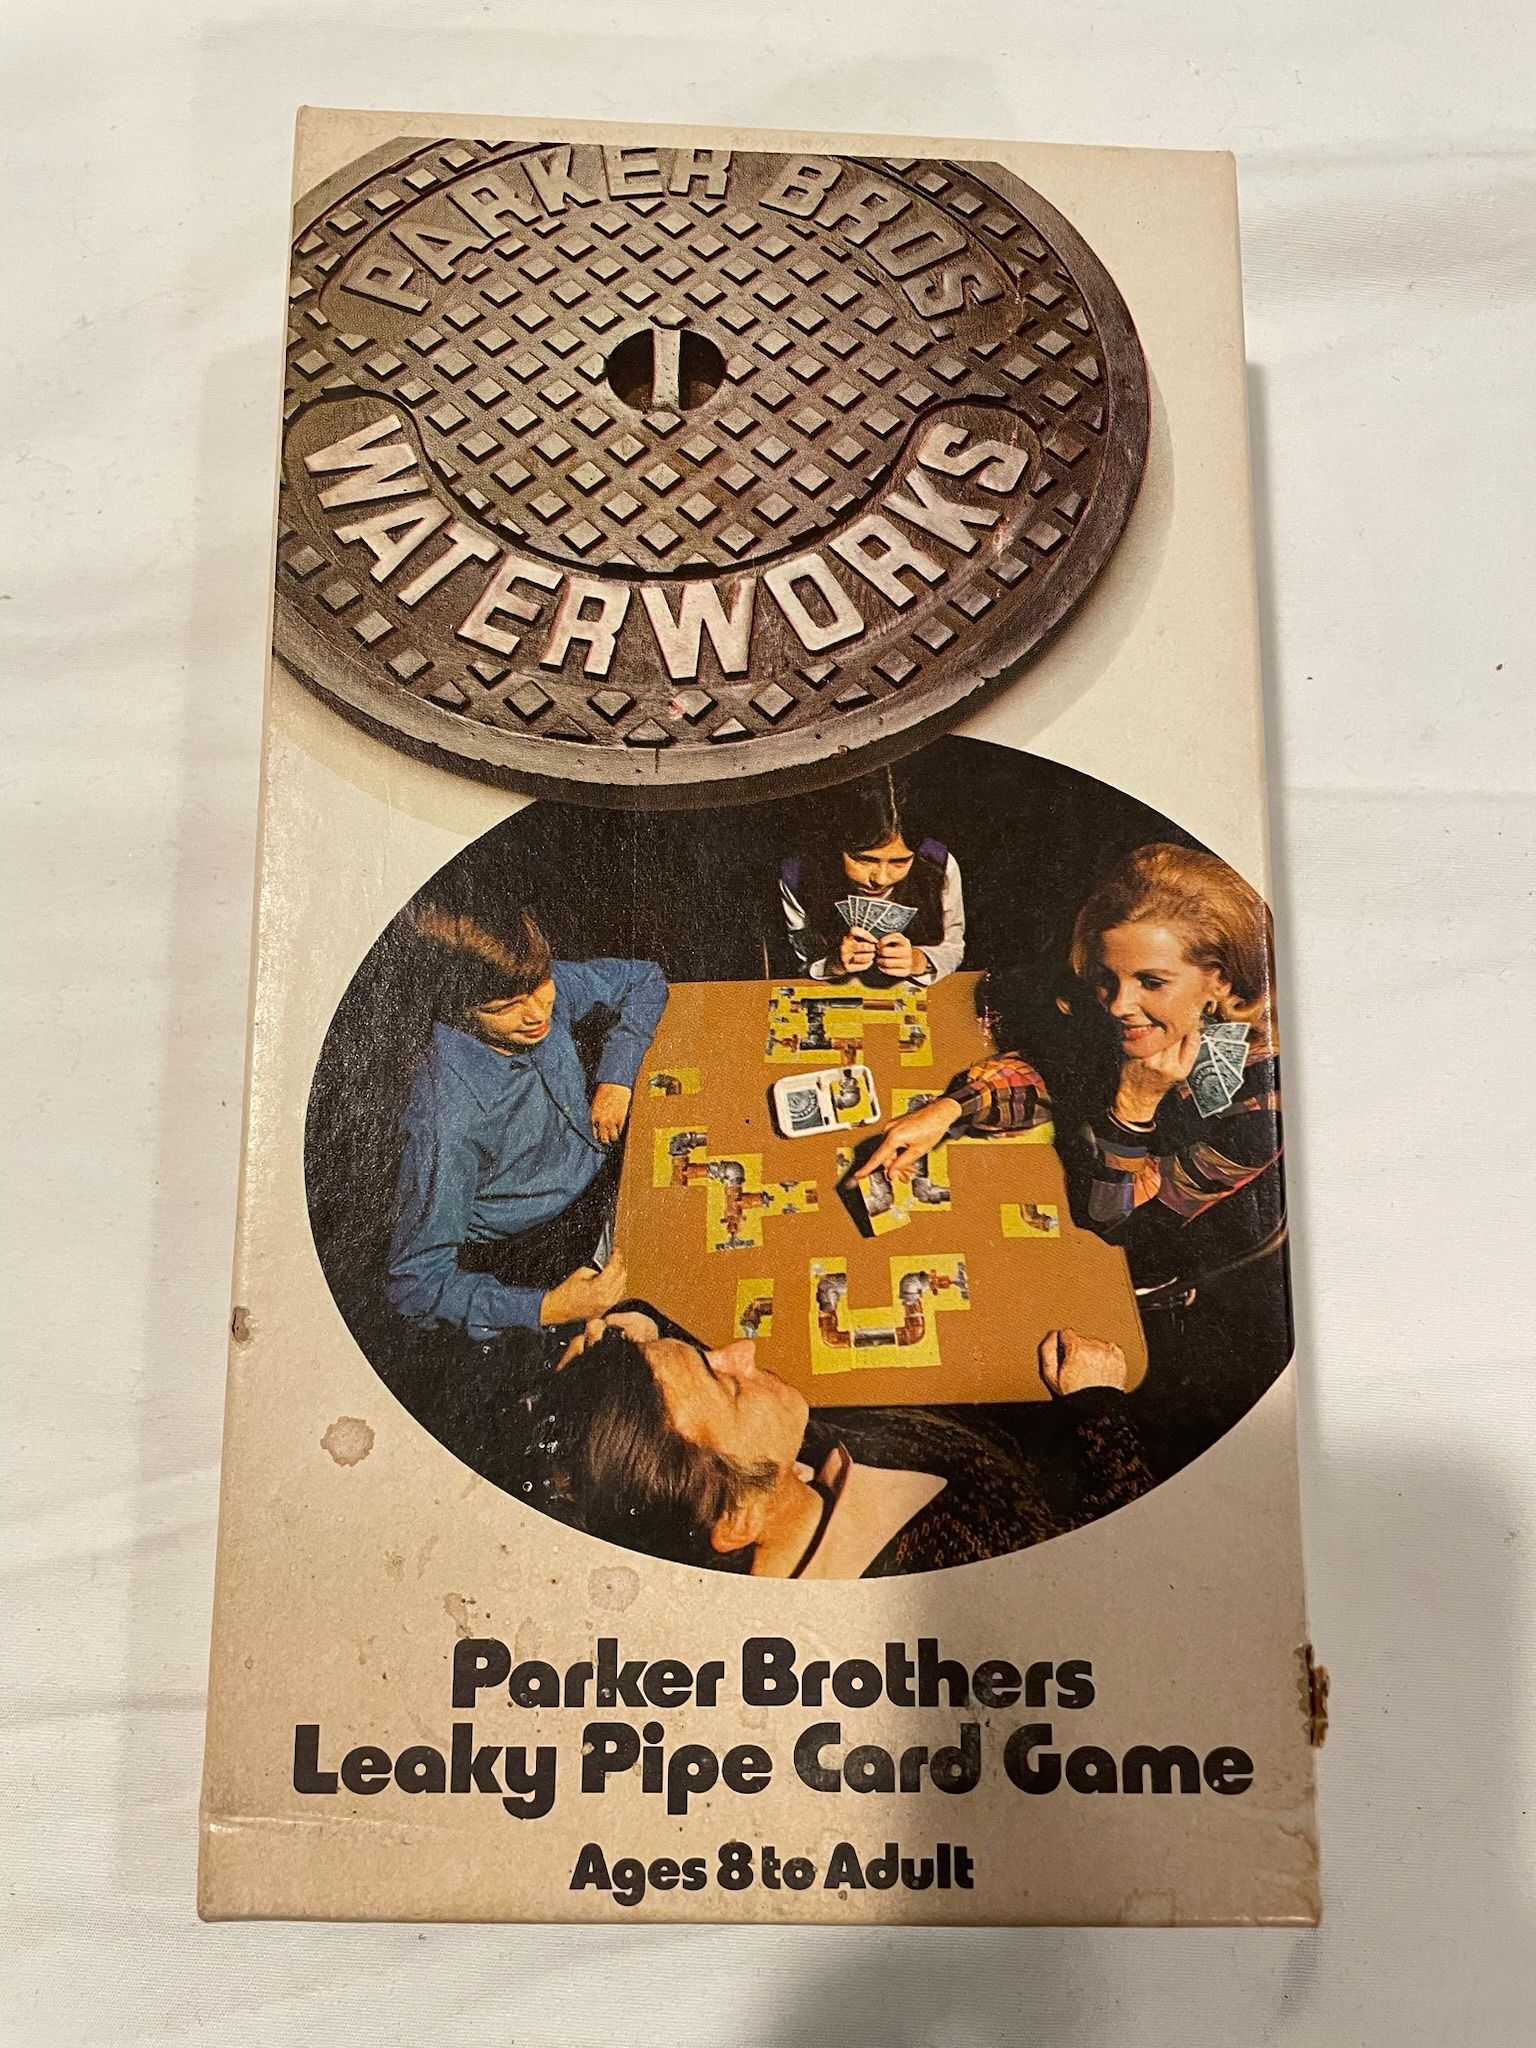 PARKER BROS.
WATERWORKS
Parker Brothers
Leaky Pipe Card Game
Ages 8 to Adult